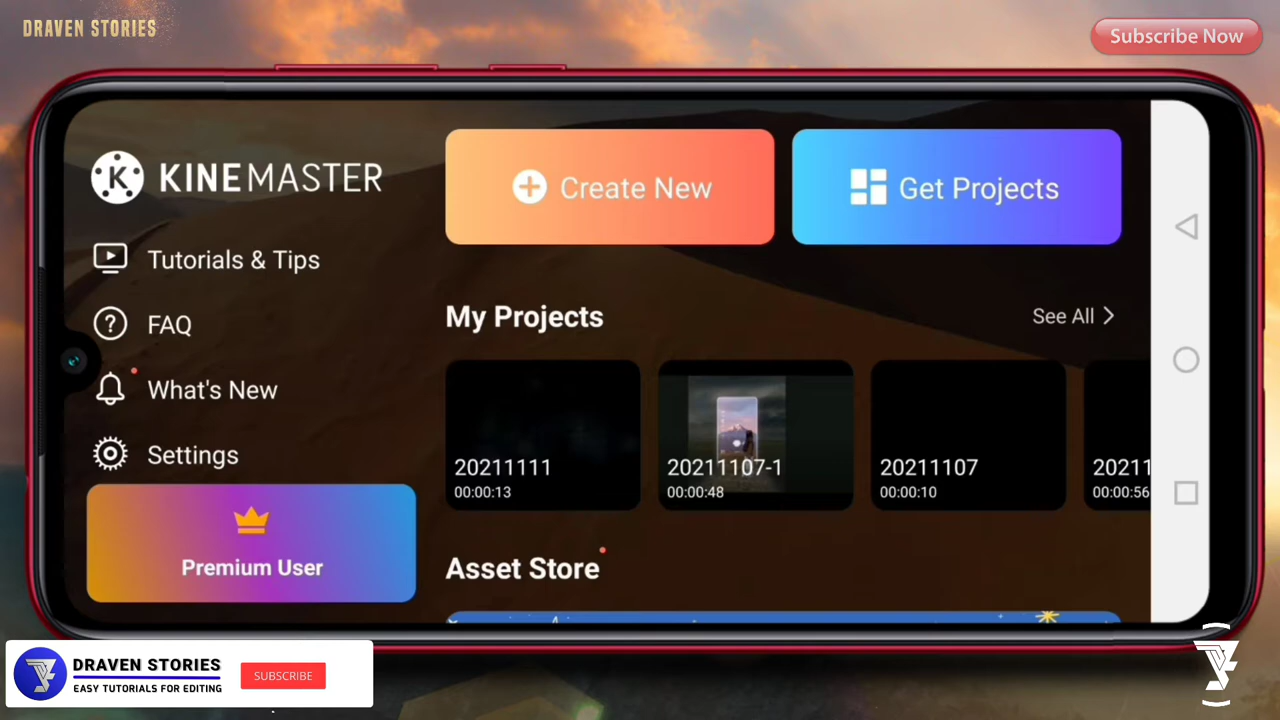 DRAVEN STORIES
Subscribe Now
KINEMASTER
Tutorials & Tips
FAQ
What's New
Settings
Premium User
Create New
Get Projects
My Projects
See All
20211111
00:00:13
20211107-1
00:00:48
20211107
00:00:10
20211
00:00:56
Asset Store
DRAVEN STORIES
EASY TUTORIALS FOR EDITING
SUBSCRIBE